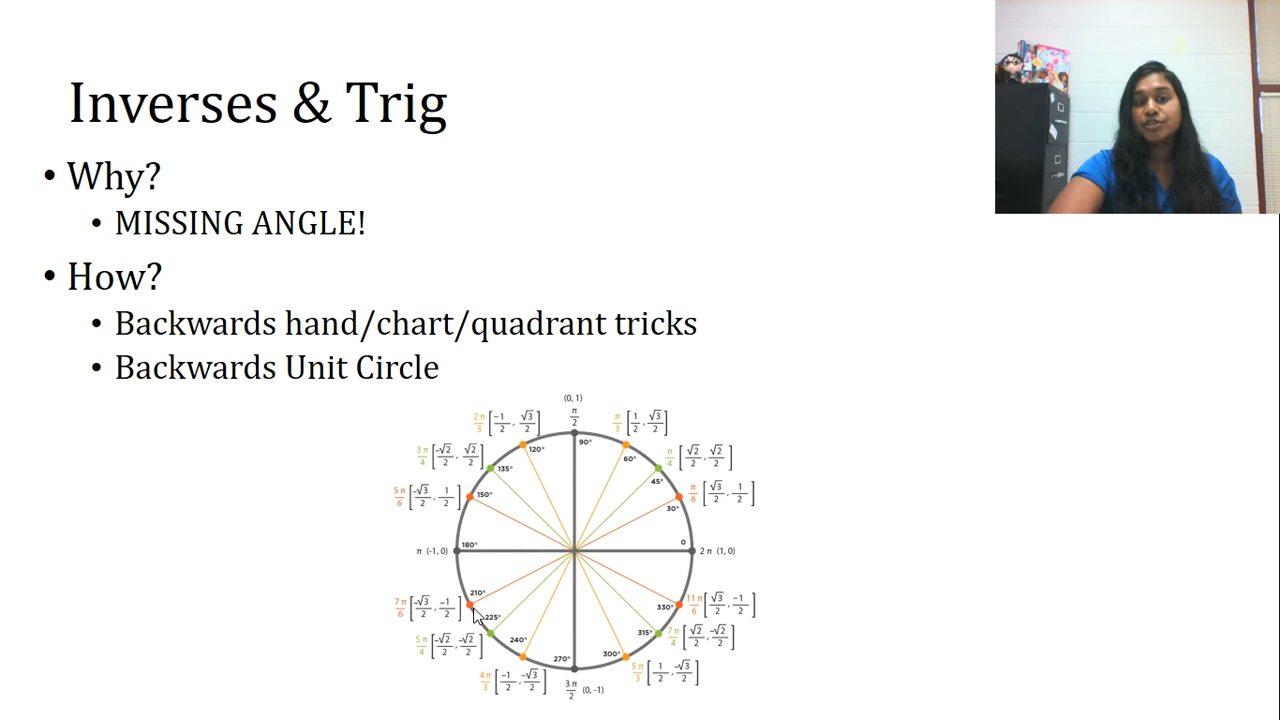 Inverses & Trig
• Why?
• MISSING ANGLE!
• How?
• Backwards hand/chart/quadrant tricks
• Backwards Unit Circle
(0, 1)
π/2
90°
2π/3 [-1/2, √3/2]
120°
π/3 [1/2, √3/2]
60°
3π/4 [-√2/2, √2/2]
135°
π/4 [√2/2, √2/2]
45°
5π/6 [-√3/2, 1/2]
150°
π/6 [√3/2, 1/2]
30°
π (-1, 0)
180°
0
2 π (1, 0)
210°
7π/6 [-√3/2, -1/2]
330°
11π/6 [√3/2, -1/2]
225°
5π/4 [-√2/2, -√2/2]
315°
7π/4 [√2/2, -√2/2]
240°
4π/3 [-1/2, -√3/2]
300°
5π/3 [1/2, -√3/2]
270°
3π/2 (0, -1)